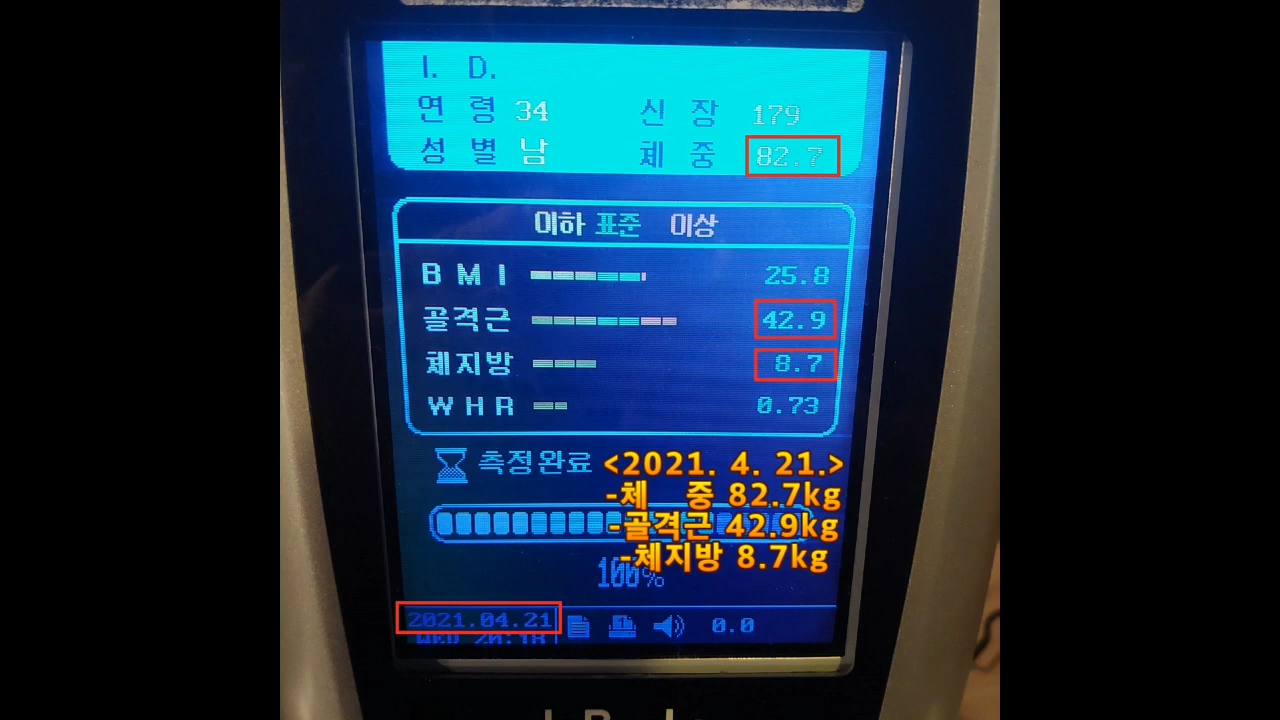 I. D.
연 령 34 신 장 179
성 별 남 체 중 82.7
이하 표준 이상
B M I 25.8
골격근 42.9
체지방 8.7
W H R 0.73
측정완료
<2021. 4. 21.>
-체 중 82.7kg
-골격근 42.9kg
-체지방 8.7kg
100%
2021.04.21
WED 20:18
0.0